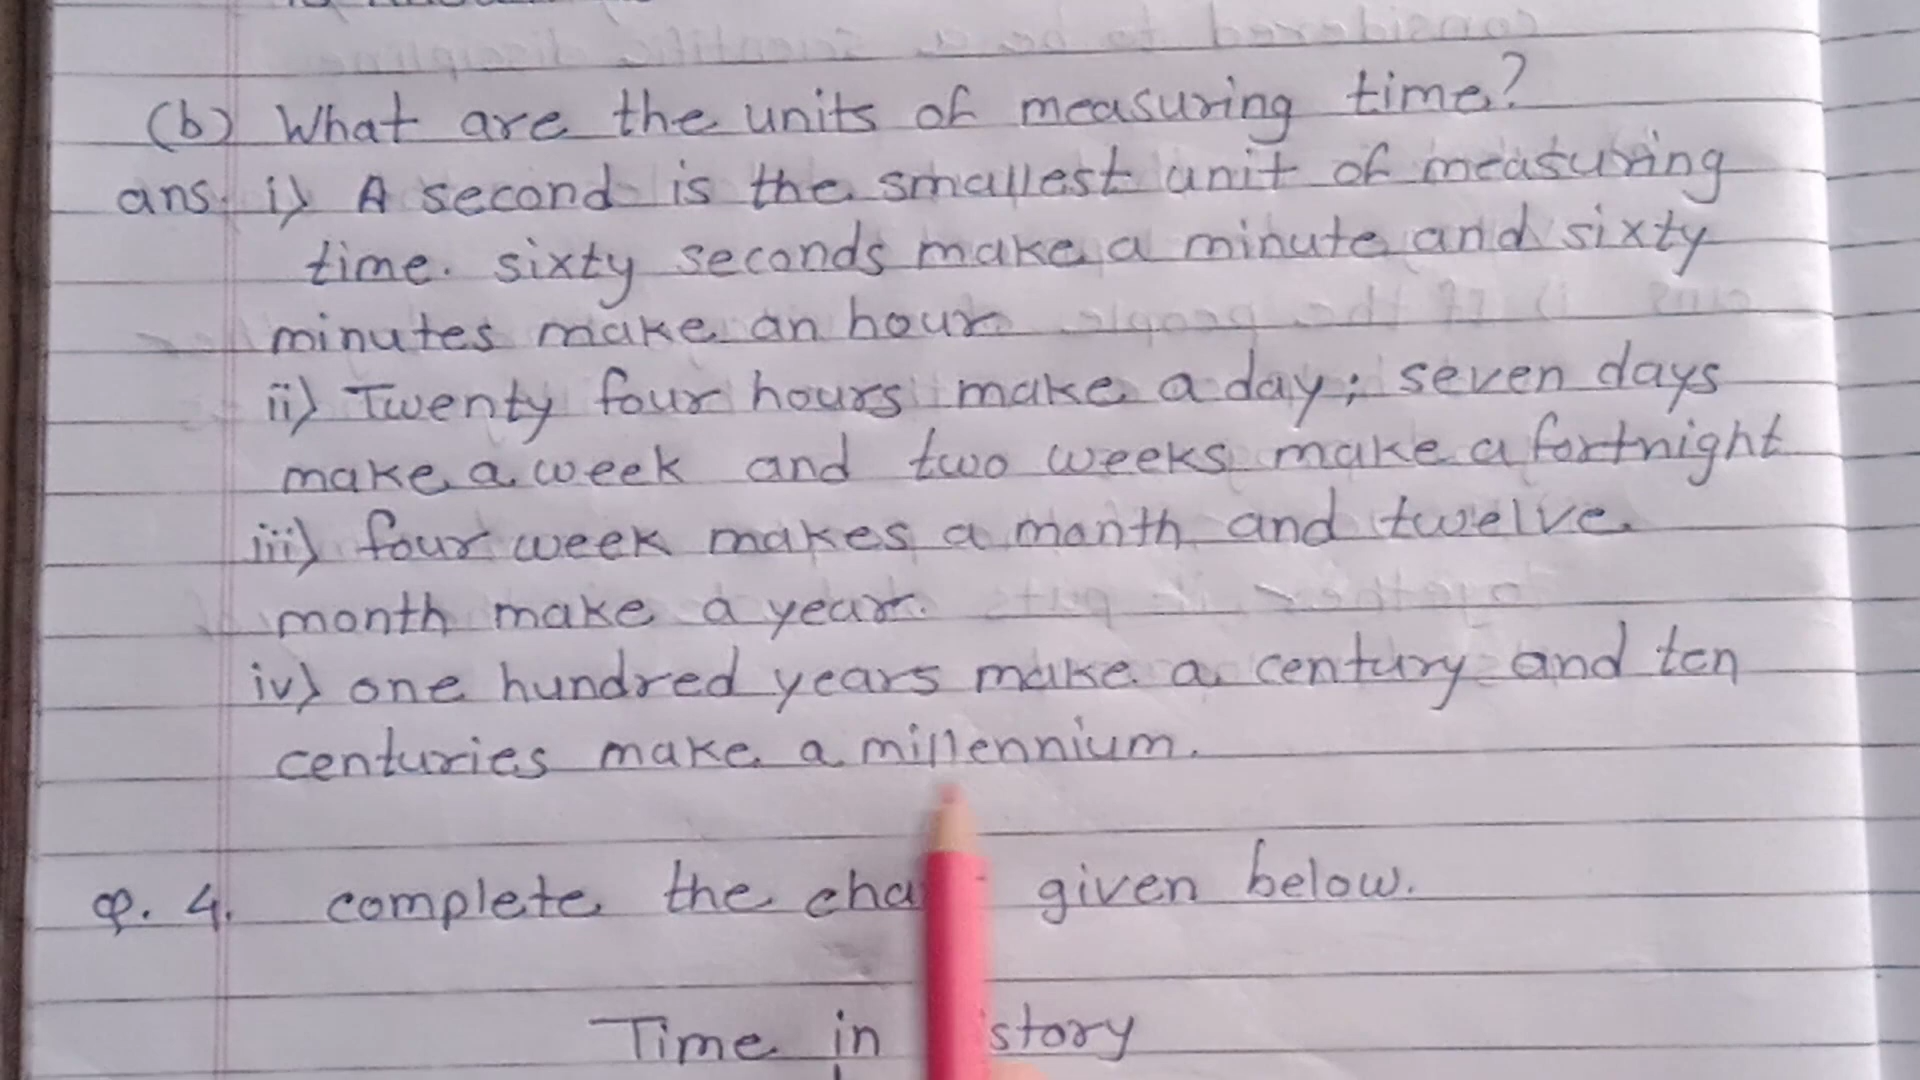 (b) What are the units of measuring time?
ans. i) A second is the smallest unit of measuring
time. sixty seconds make a minute and sixty
minutes make an hour
ii) Twenty four hours make a day; seven days
make a week and two weeks make a fortnight
iii) four week makes a month and twelve
month make a year.
iv) one hundred years make a century and ten
centuries make a millennium.
Q. 4. complete the given below.
Time in